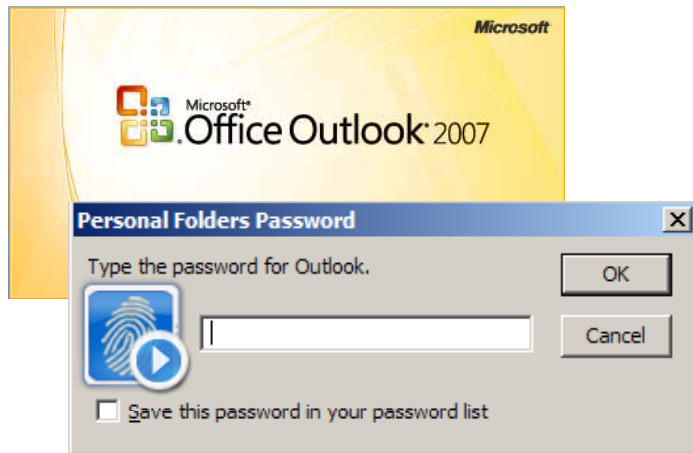 Microsoft
Microsoft®
Office Outlook® 2007
Personal Folders Password
Type the password for Outlook.
OK
Cancel
Save this password in your password list